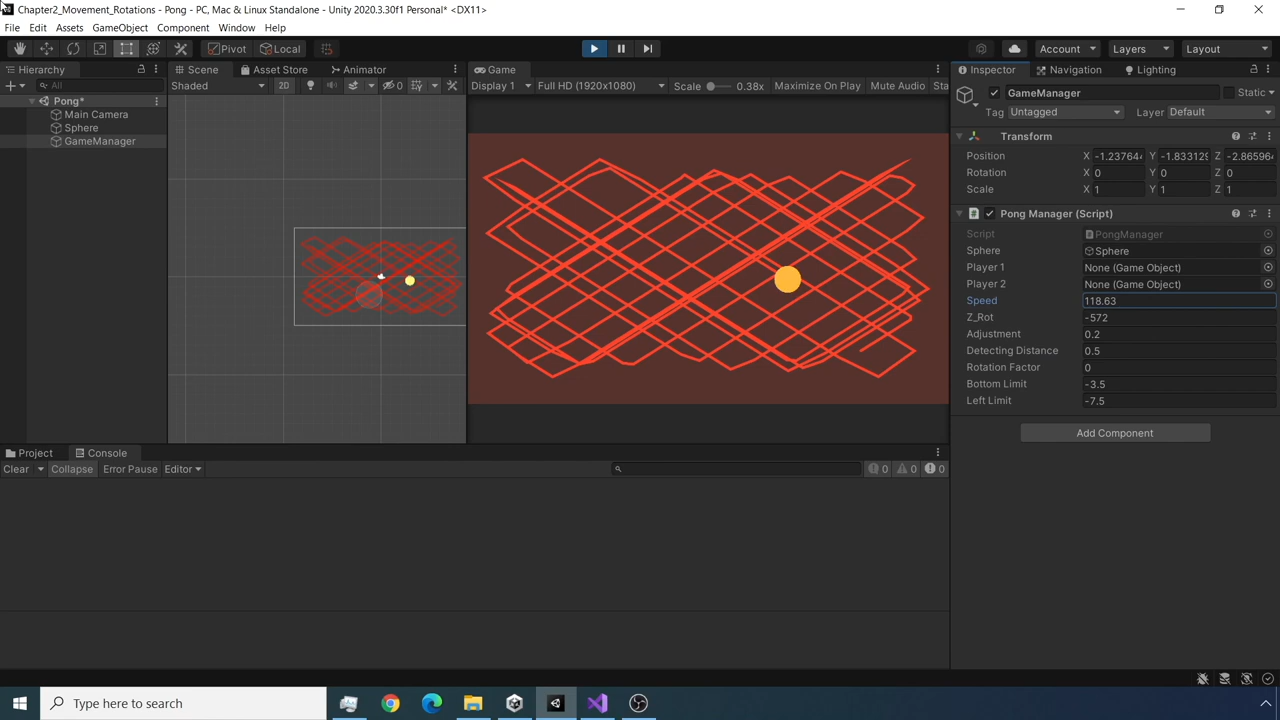 Chapter2_Movement_Rotations - Pong - PC, Mac & Linux Standalone - Unity 2020.3.30f1 Personal* <DX11>
File Edit Assets GameObject Component Window Help
Pivot Local Account Layers Layout
Hierarchy
All
Pong*
Main Camera
Sphere
GameManager
Scene Asset Store Animator
Shaded 2D 0
Game
Display 1 Full HD (1920x1080) Scale 0.38x Maximize On Play Mute Audio Sta
Inspector Navigation Lighting
GameManager Static
Tag Untagged Layer Default
Transform
Position X -1.23764 Y -1.833129 Z -2.86596
Rotation X 0 Y 0 Z 0
Scale X 1 Y 1 Z 1
Pong Manager (Script)
Script PongManager
Sphere Sphere
Player1 None (Game Object)
Player 2 None (Game Object)
Speed 118.63
Z_Rot -572
Adjustment 0.2
Detecting Distance 0.5
Rotation Factor 0
Bottom Limit -3.5
Left Limit -7.5
Add Component
Project Console
Clear Collapse Error Pause Editor 0 0 0
Type here to search